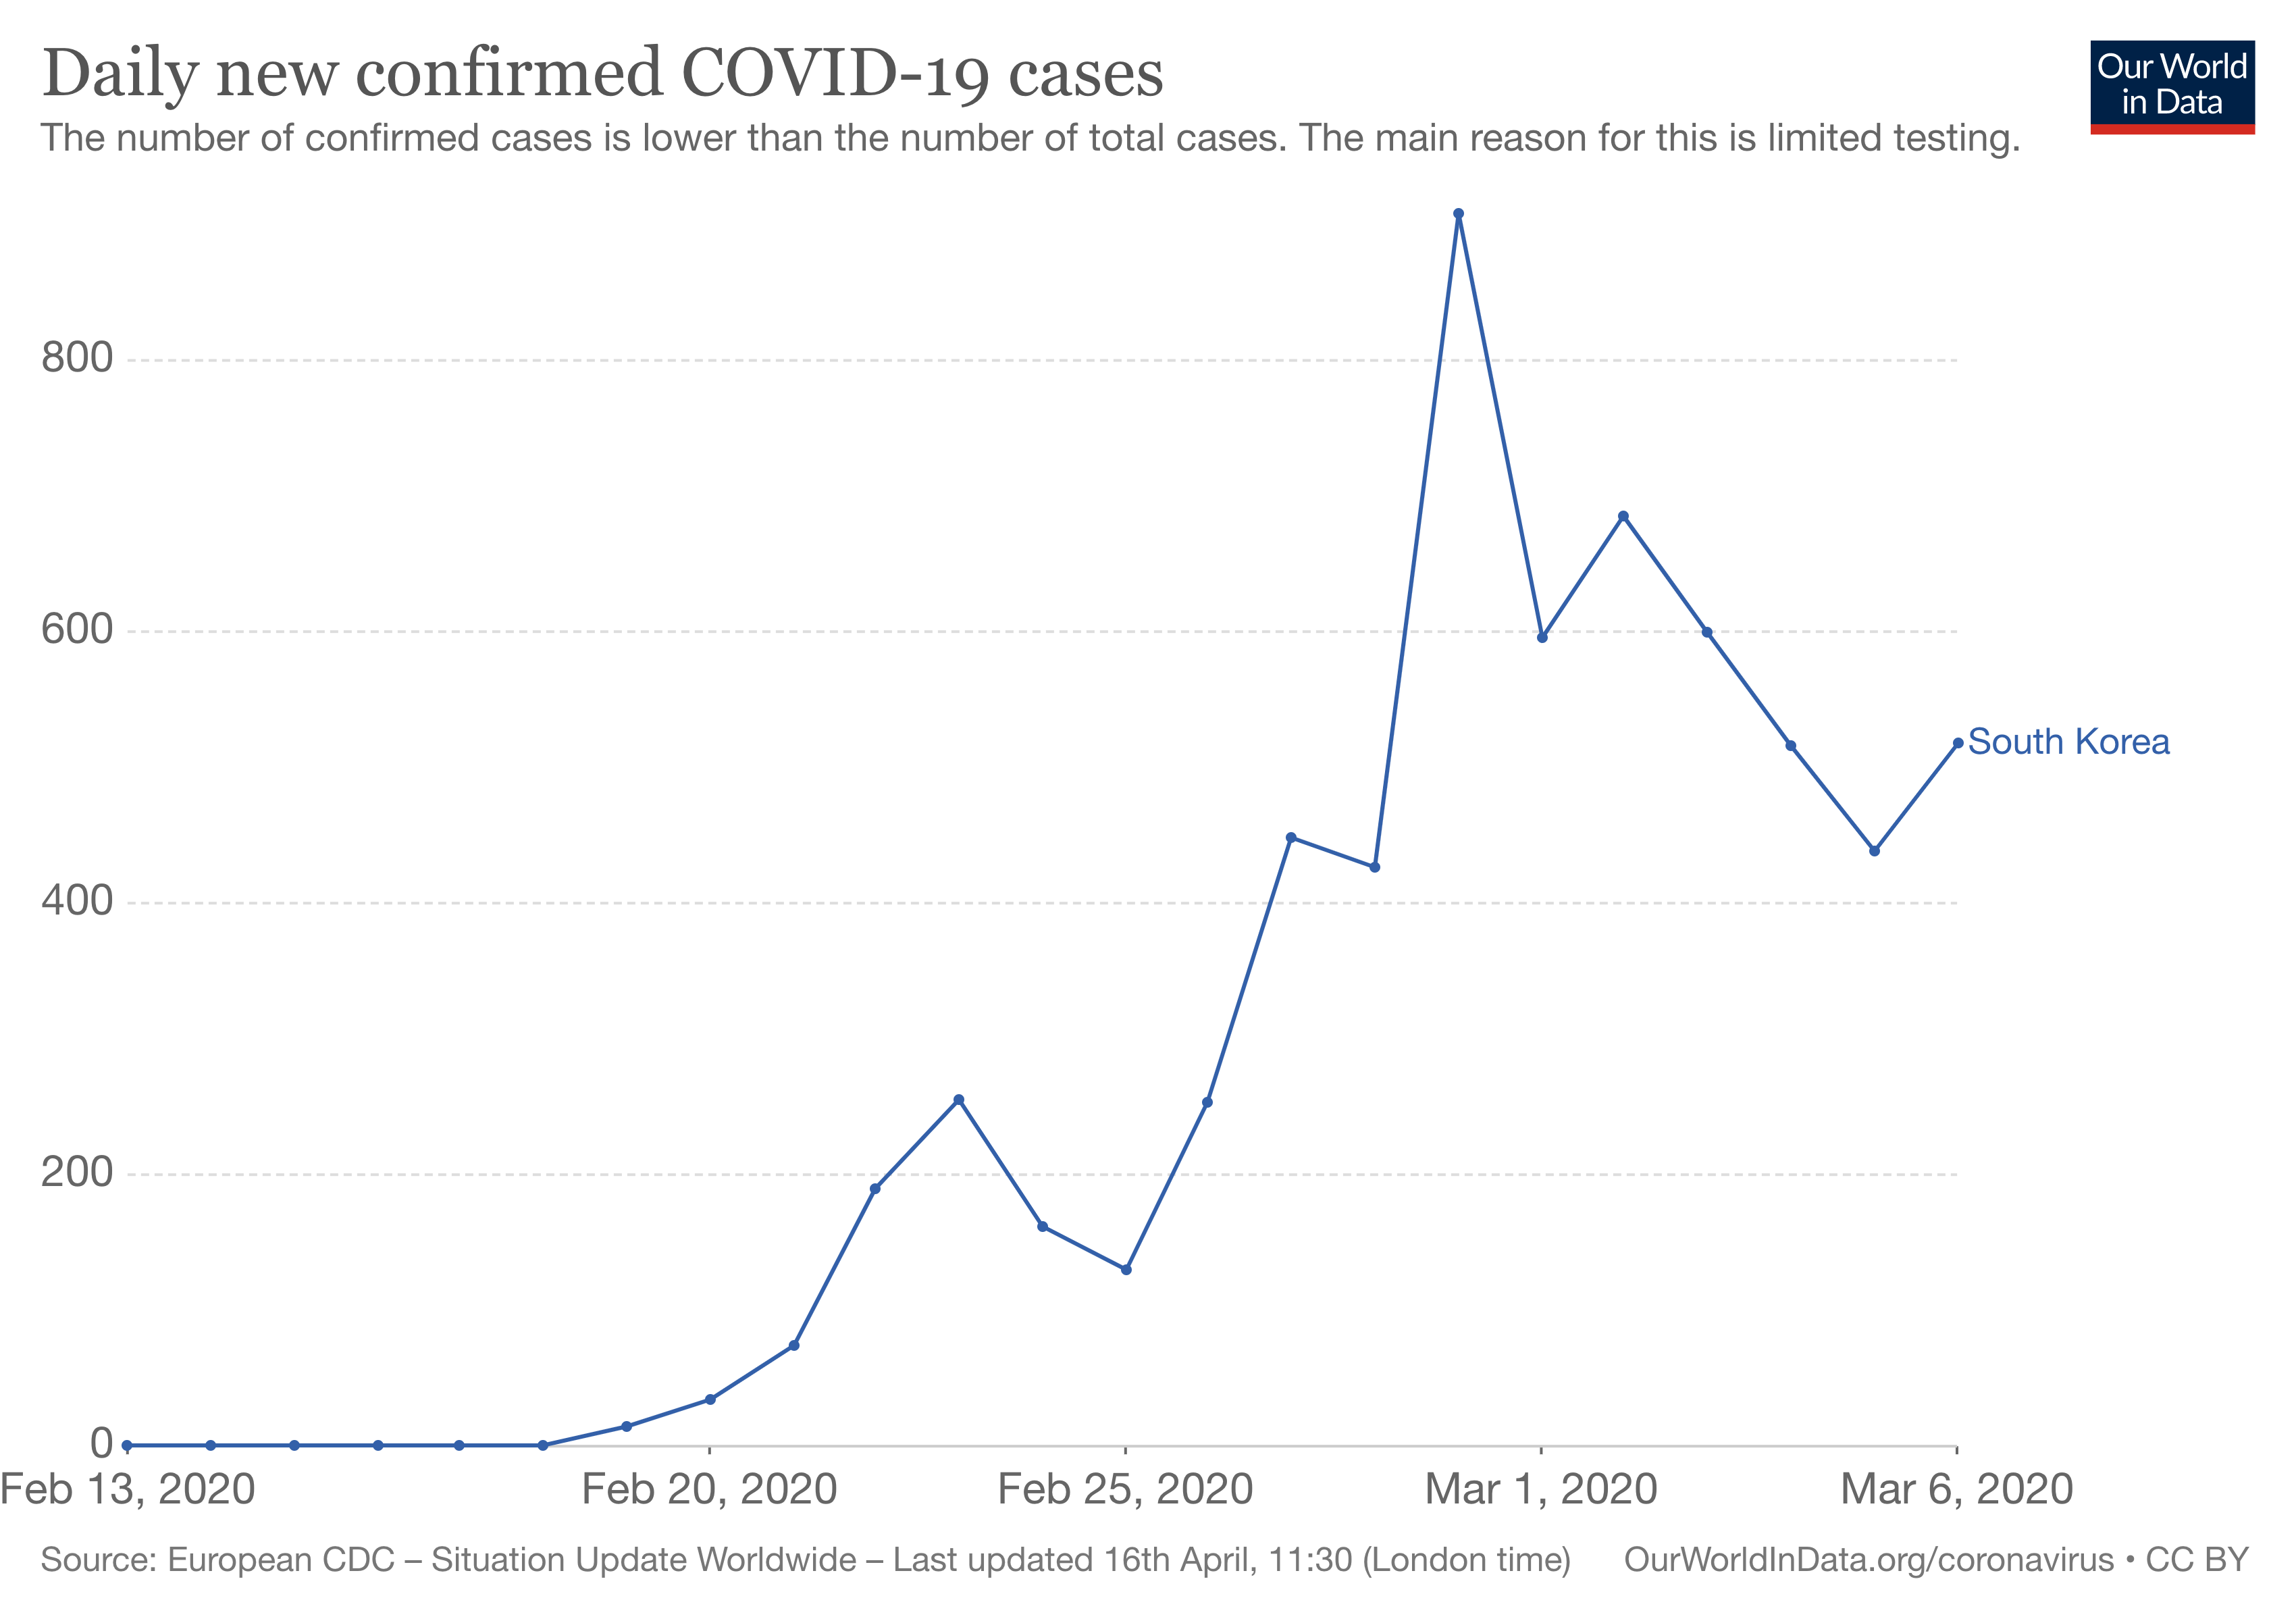 Daily new confirmed COVID-19 cases
The number of confirmed cases is lower than the number of total cases. The main reason for this is limited testing.
Our World
in Data
800
600
South Korea
400
200
0
Feb 13, 2020 Feb 20, 2020 Feb 25, 2020 Mar 1, 2020 Mar 6, 2020
Source: European CDC – Situation Update Worldwide – Last updated 16th April, 11:30 (London time) OurWorldInData.org/coronavirus • CC BY